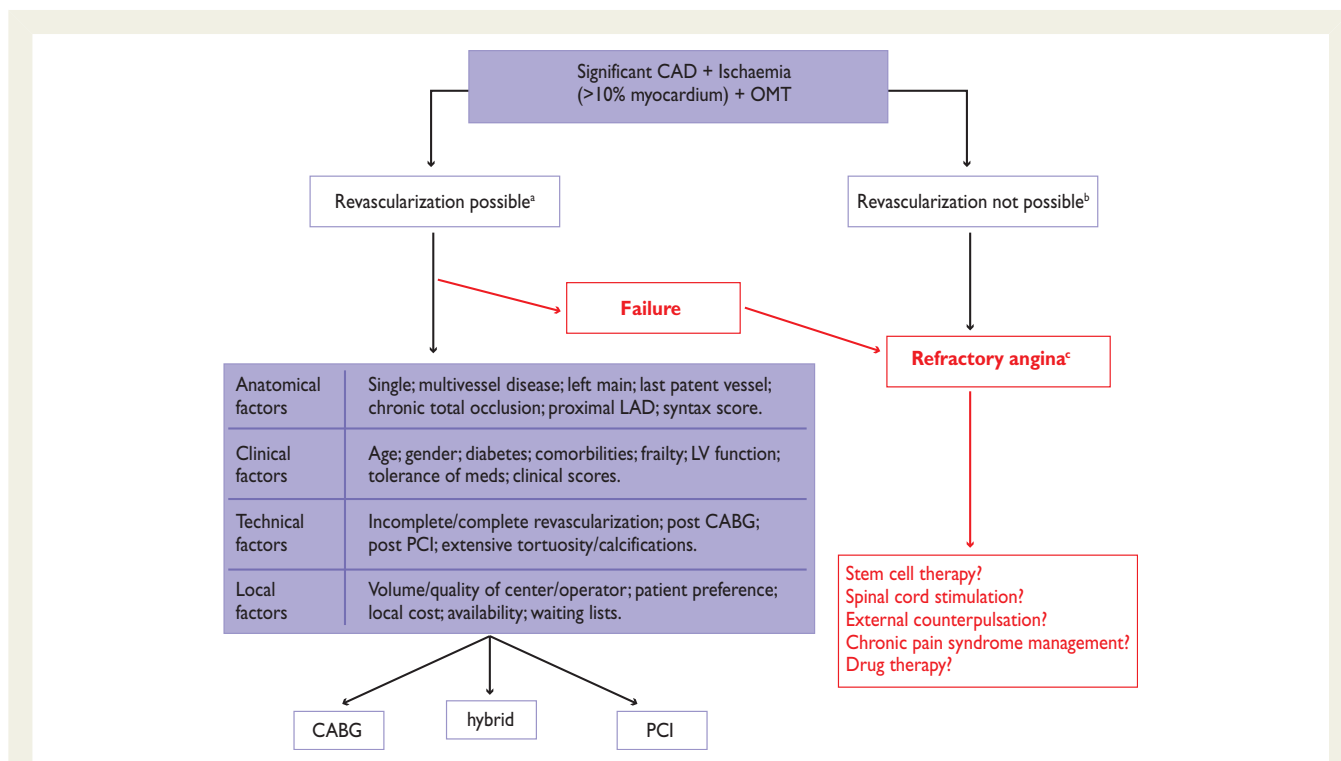 Significant CAD + Ischaemia
(>10% myocardium) + OMT
Revascularization possibleᵃ
Revascularization not possibleᵇ
Failure
Refractory anginaᶜ
Anatomical
factors
Single; multivessel disease; left main; last patent vessel;
chronic total occlusion; proximal LAD; syntax score.
Clinical
factors
Age; gender; diabetes; comorbilities; frailty; LV function;
tolerance of meds; clinical scores.
Technical
factors
Incomplete/complete revascularization; post CABG;
post PCI; extensive tortuosity/calcifications.
Local
factors
Volume/quality of center/operator; patient preference;
local cost; availability; waiting lists.
Stem cell therapy?
Spinal cord stimulation?
External counterpulsation?
Chronic pain syndrome management?
Drug therapy?
CABG
hybrid
PCI